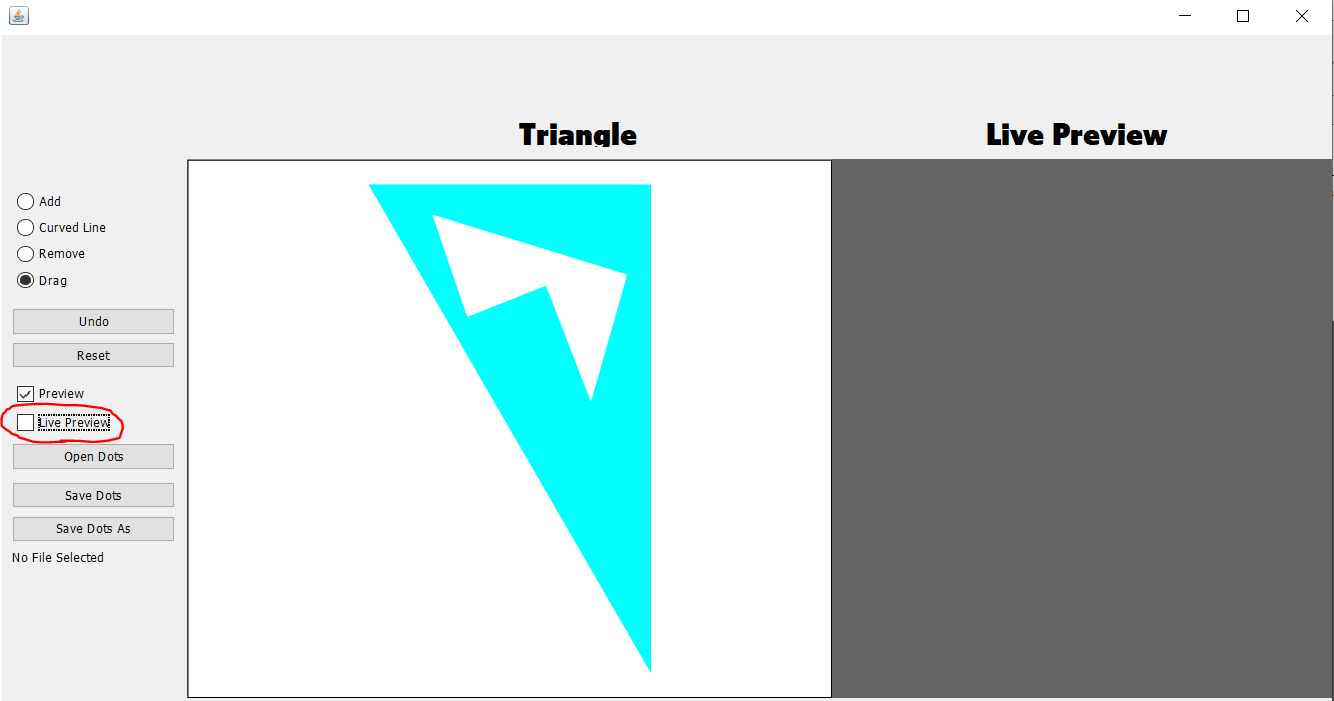 Triangle
Live Preview
Add
Curved Line
Remove
Drag
Undo
Reset
Preview
Live Preview
Open Dots
Save Dots
Save Dots As
No File Selected